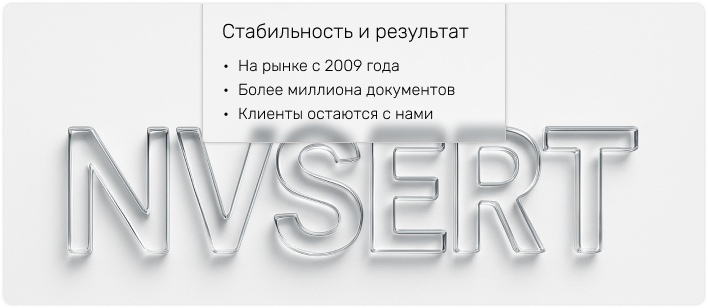 Стабильность и результат
• На рынке с 2009 года
• Более миллиона документов
• Клиенты остаются с нами
NVSERT